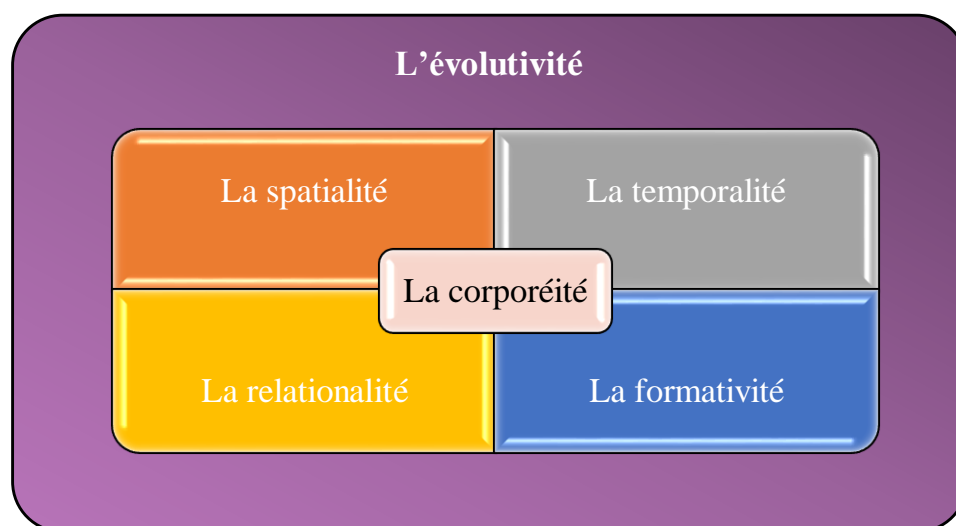 L’évolutivité
La spatialité
La temporalité
La corporéité
La relationalité
La formativité